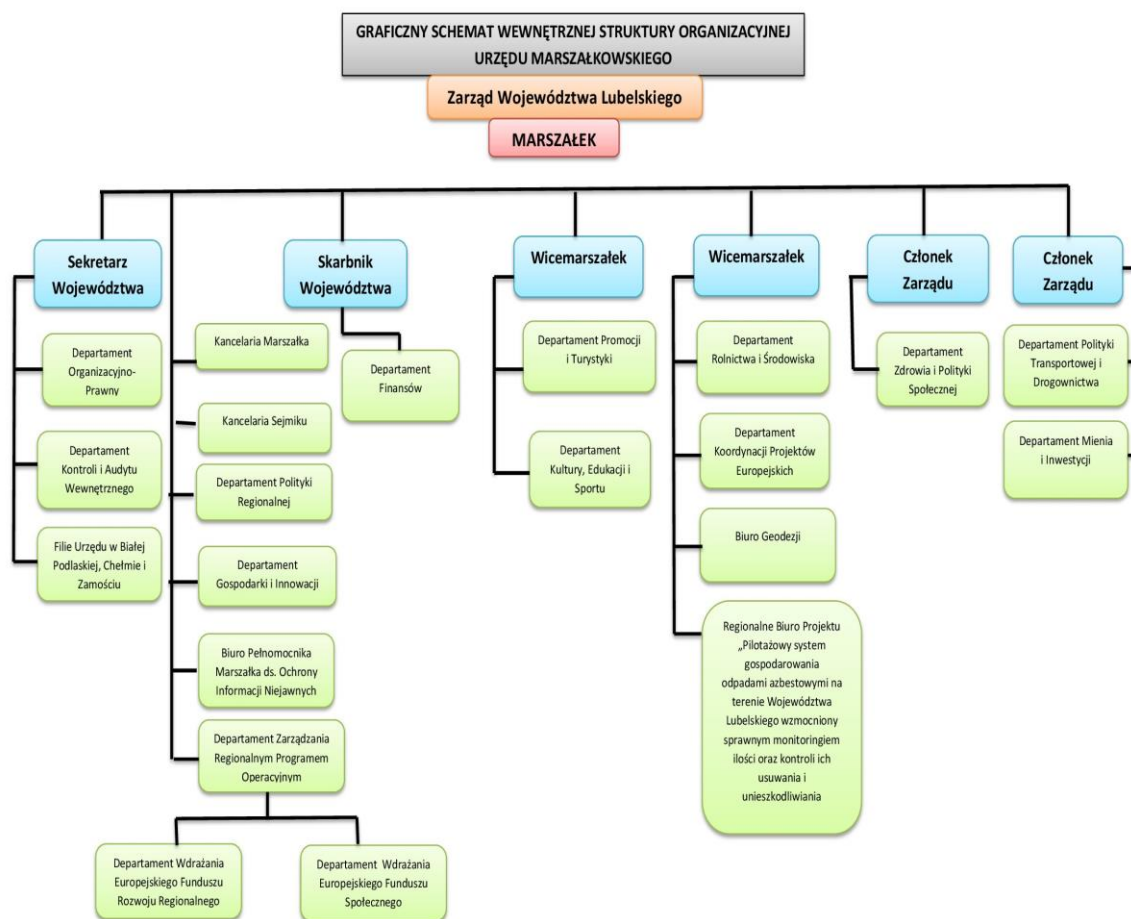 GRAFICZNY SCHEMAT WEWNĘTRZNEJ STRUKTURY ORGANIZACYJNEJ
URZĘDU MARSZAŁKOWSKIEGO
Zarząd Województwa Lubelskiego
MARSZAŁEK
Sekretarz
Województwa
Departament
Organizacyjno-
Prawny
Departament
Kontroli i Audytu
Wewnętrznego
Filie Urzędu w Białej
Podlaskiej, Chełmie i
Zamościu
Kancelaria Marszałka
Kancelaria Sejmiku
Departament Polityki
Regionalnej
Departament
Gospodarki i Innowacji
Biuro Pełnomocnika
Marszałka ds. Ochrony
Informacji Niejawnych
Departament Zarządzania
Regionalnym Programem
Operacyjnym
Departament Wdrażania
Europejskiego Funduszu
Rozwoju Regionalnego
Departament Wdrażania
Europejskiego Funduszu
Społecznego
Skarbnik
Województwa
Departament
Finansów
Wicemarszałek
Departament Promocji
i Turystyki
Departament
Kultury, Edukacji i
Sportu
Wicemarszałek
Departament
Rolnictwa i Środowiska
Departament
Koordynacji Projektów
Europejskich
Biuro Geodezji
Regionalne Biuro Projektu
„Pilotażowy system
gospodarowania
odpadami azbestowymi na
terenie Województwa
Lubelskiego wzmocniony
sprawnym monitoringiem
ilości oraz kontroli ich
usuwania i
unieszkodliwiania
Członek
Zarządu
Departament
Zdrowia i Polityki
Społecznej
Członek
Zarządu
Departament Polityki
Transportowej i
Drogownictwa
Departament Mienia
i Inwestycji